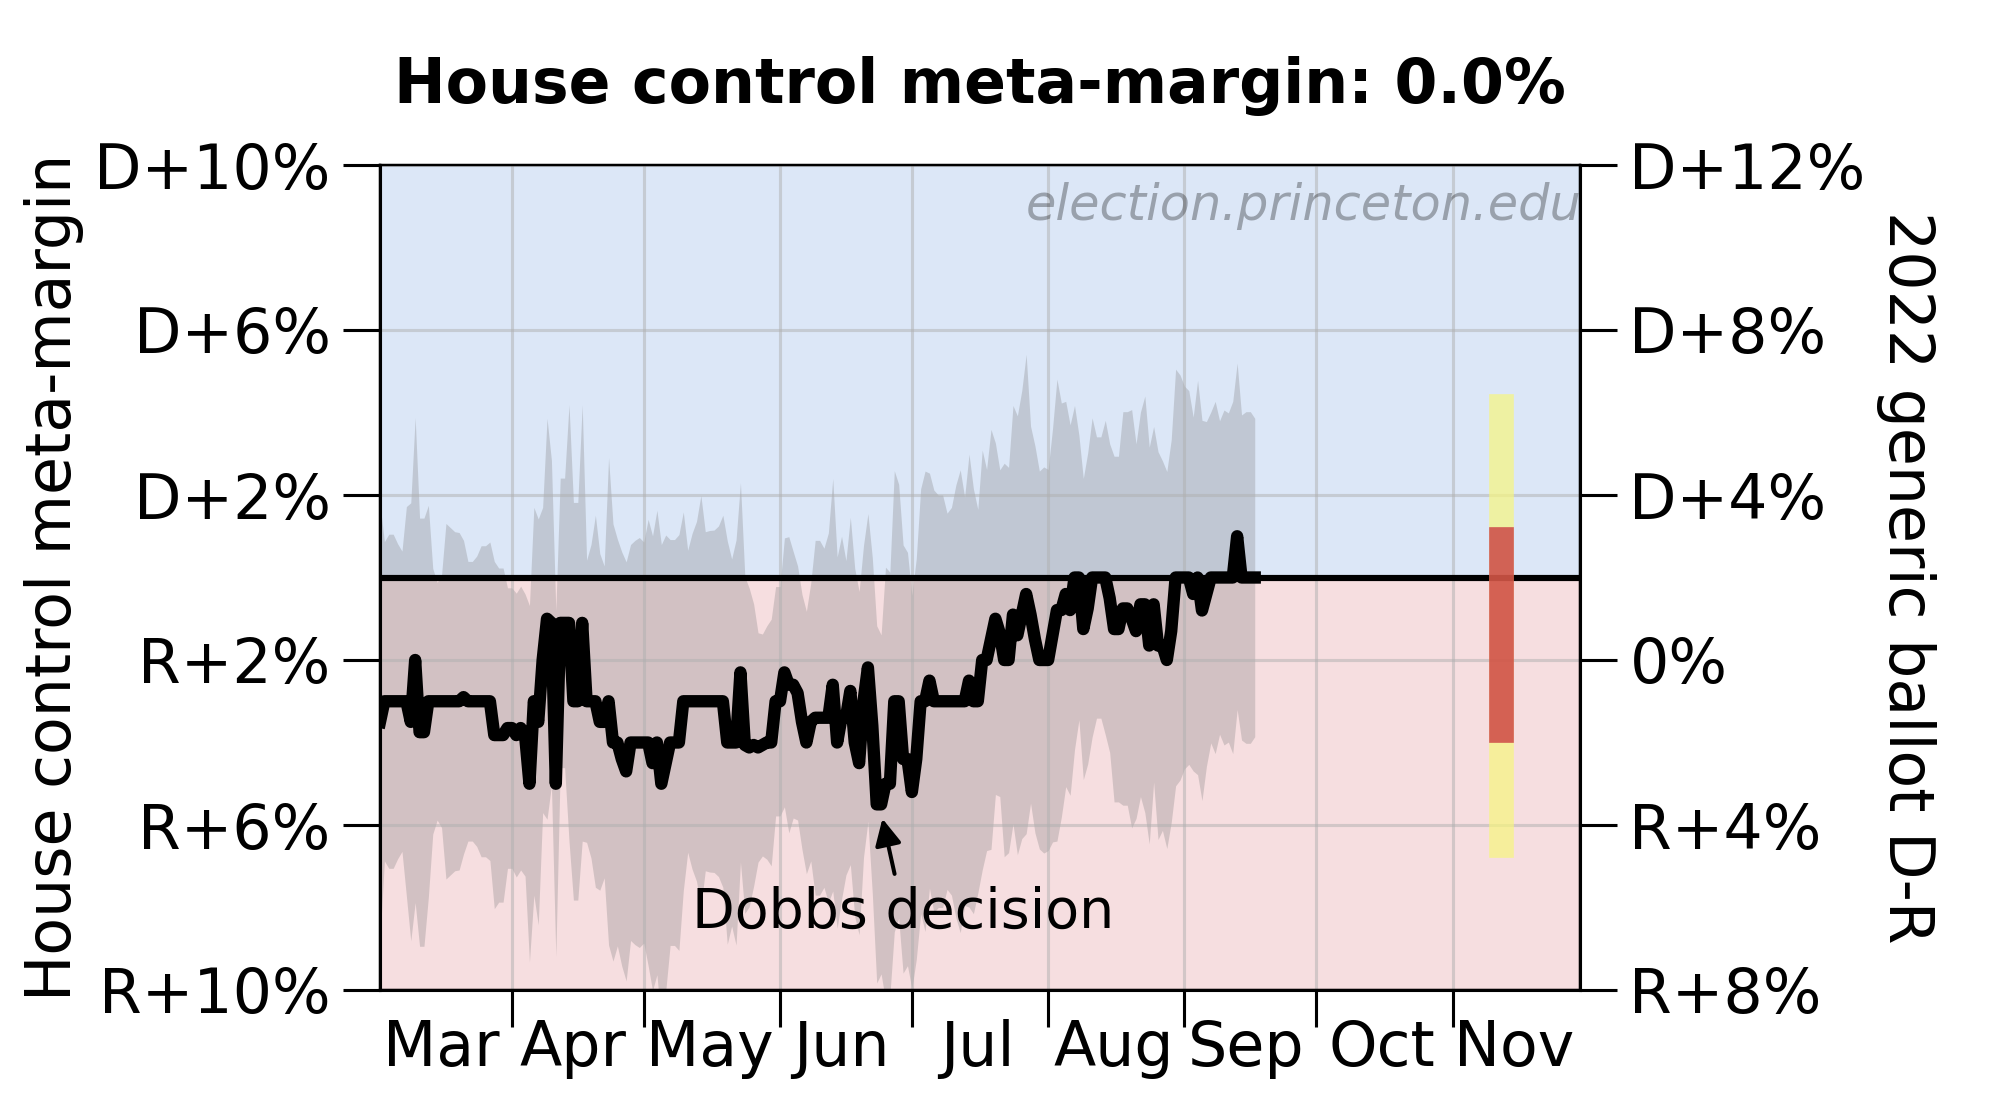 House control meta-margin: 0.0%
House control meta-margin
D+10%
D+6%
D+2%
R+2%
R+6%
R+10%
election.princeton.edu
Dobbs decision
D+12%
D+8%
D+4%
0%
R+4%
R+8%
2022 generic ballot D-R
Mar Apr May Jun Jul Aug Sep Oct Nov